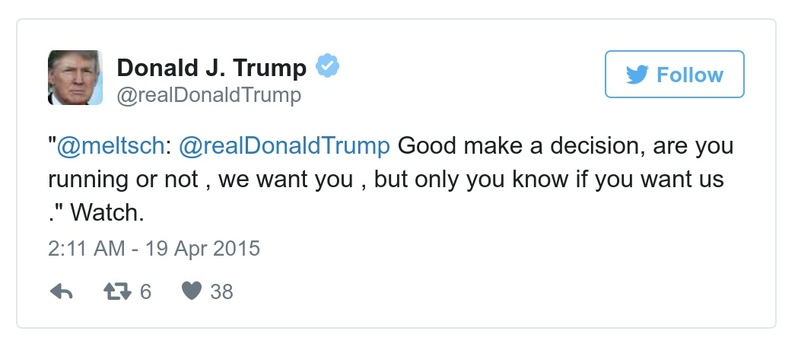 Donald J. Trump
Follow
@realDonaldTrump
"@meltsch: @realDonaldTrump Good make a decision, are you
running or not , we want you , but only you know if you want us
." Watch.
2:11 AM - 19 Apr 2015
6 38